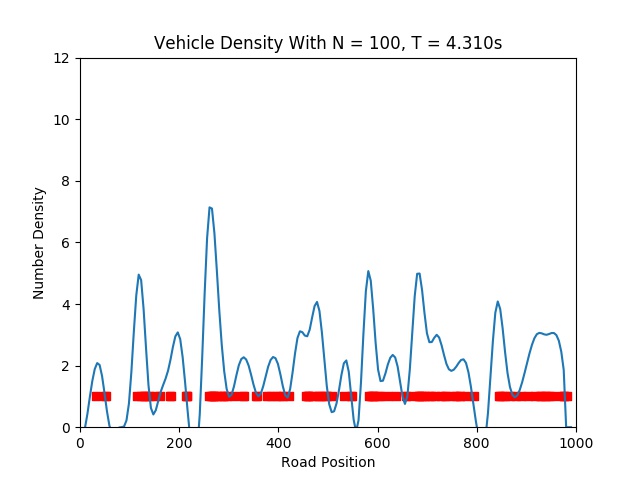 Vehicle Density With N = 100, T = 4.310s
12
10
8
6
4
2
0
Number Density
0 200 400 600 800 1000
Road Position